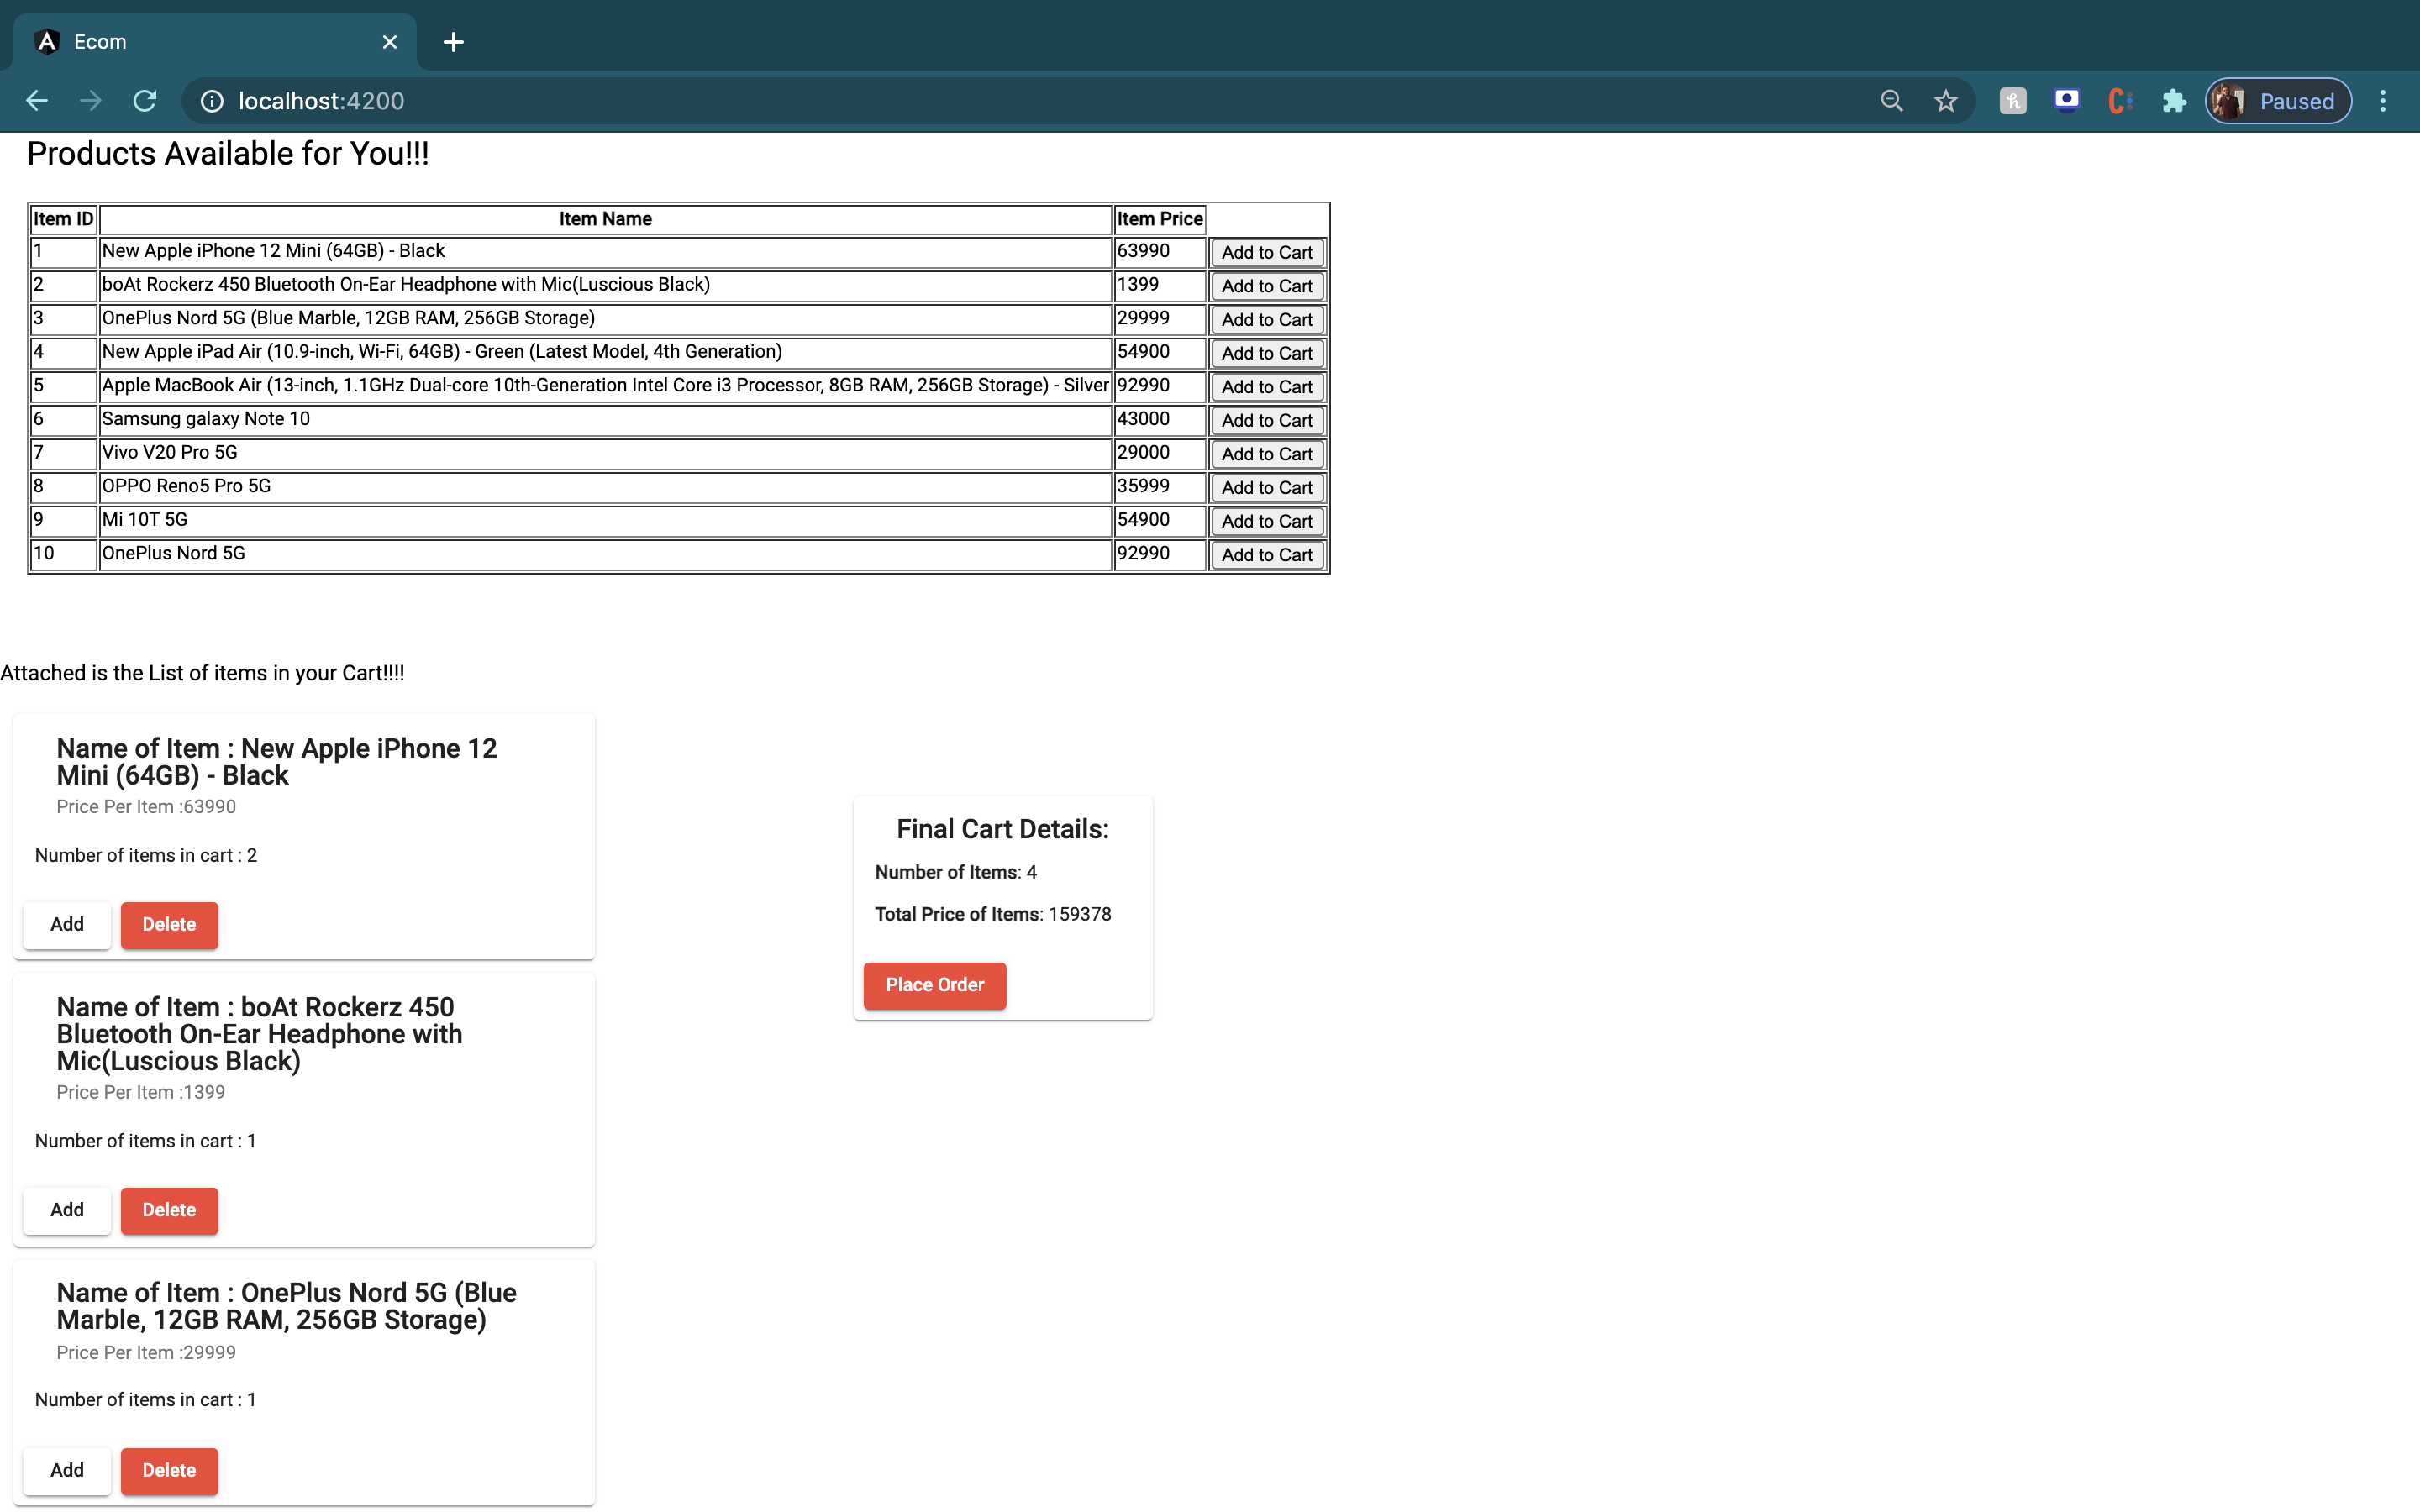 Ecom
localhost:4200
Paused
Products Available for You!!!
Item ID Item Name Item Price
1 New Apple iPhone 12 Mini (64GB) - Black 63990 Add to Cart
2 boAt Rockerz 450 Bluetooth On-Ear Headphone with Mic(Luscious Black) 1399 Add to Cart
3 OnePlus Nord 5G (Blue Marble, 12GB RAM, 256GB Storage) 29999 Add to Cart
4 New Apple iPad Air (10.9-inch, Wi-Fi, 64GB) - Green (Latest Model, 4th Generation) 54900 Add to Cart
5 Apple MacBook Air (13-inch, 1.1GHz Dual-core 10th-Generation Intel Core i3 Processor, 8GB RAM, 256GB Storage) - Silver 92990 Add to Cart
6 Samsung galaxy Note 10 43000 Add to Cart
7 Vivo V20 Pro 5G 29000 Add to Cart
8 OPPO Reno5 Pro 5G 35999 Add to Cart
9 Mi 10T 5G 54900 Add to Cart
10 OnePlus Nord 5G 92990 Add to Cart
Attached is the List of items in your Cart!!!!
Name of Item : New Apple iPhone 12
Mini (64GB) - Black
Price Per Item :63990
Number of items in cart : 2
Add Delete
Name of Item : boAt Rockerz 450
Bluetooth On-Ear Headphone with
Mic(Luscious Black)
Price Per Item :1399
Number of items in cart : 1
Add Delete
Name of Item : OnePlus Nord 5G (Blue
Marble, 12GB RAM, 256GB Storage)
Price Per Item :29999
Number of items in cart : 1
Add Delete
Final Cart Details:
Number of Items: 4
Total Price of Items: 159378
Place Order